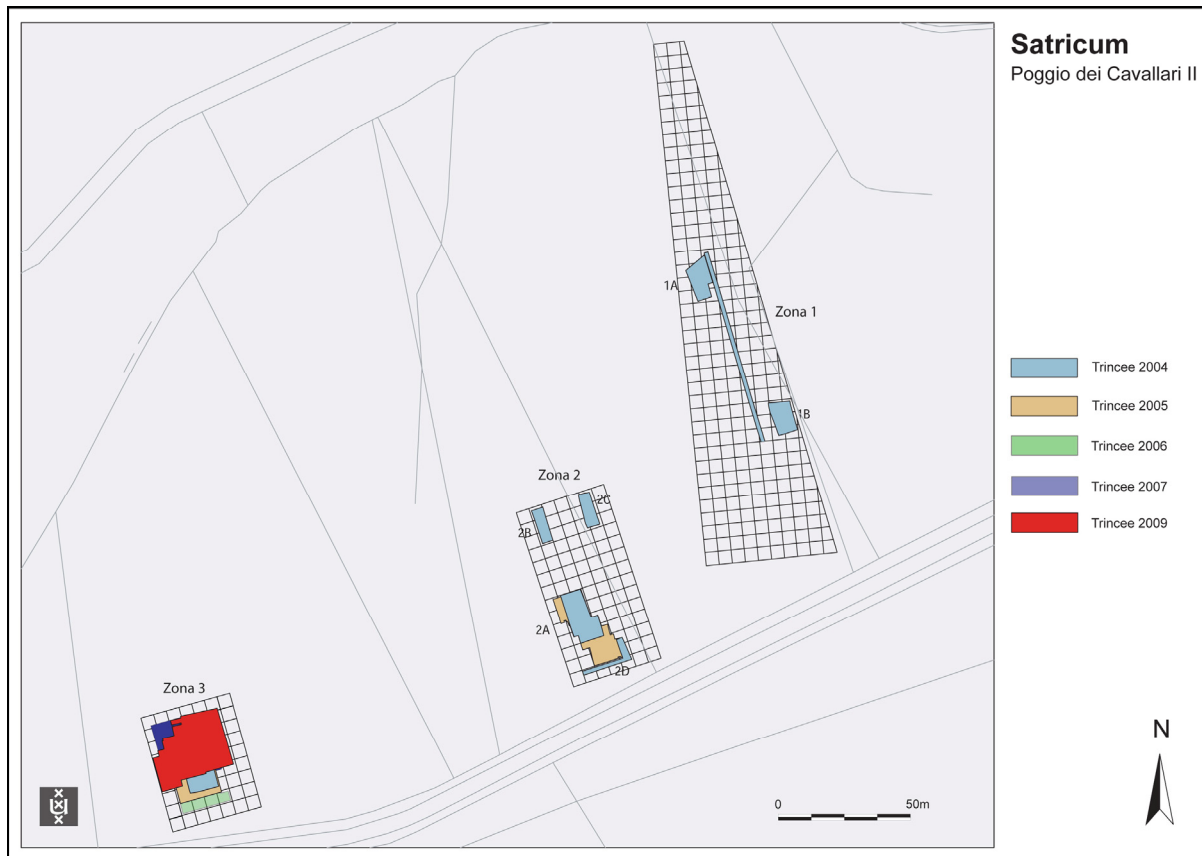 Satricum
Poggio dei Cavallari II
1A
Zona 1
1B
Trincee 2004
Trincee 2005
Trincee 2006
Trincee 2007
Trincee 2009
Zona 2
2C
2B
2A
2D
Zona 3
N
0 50m